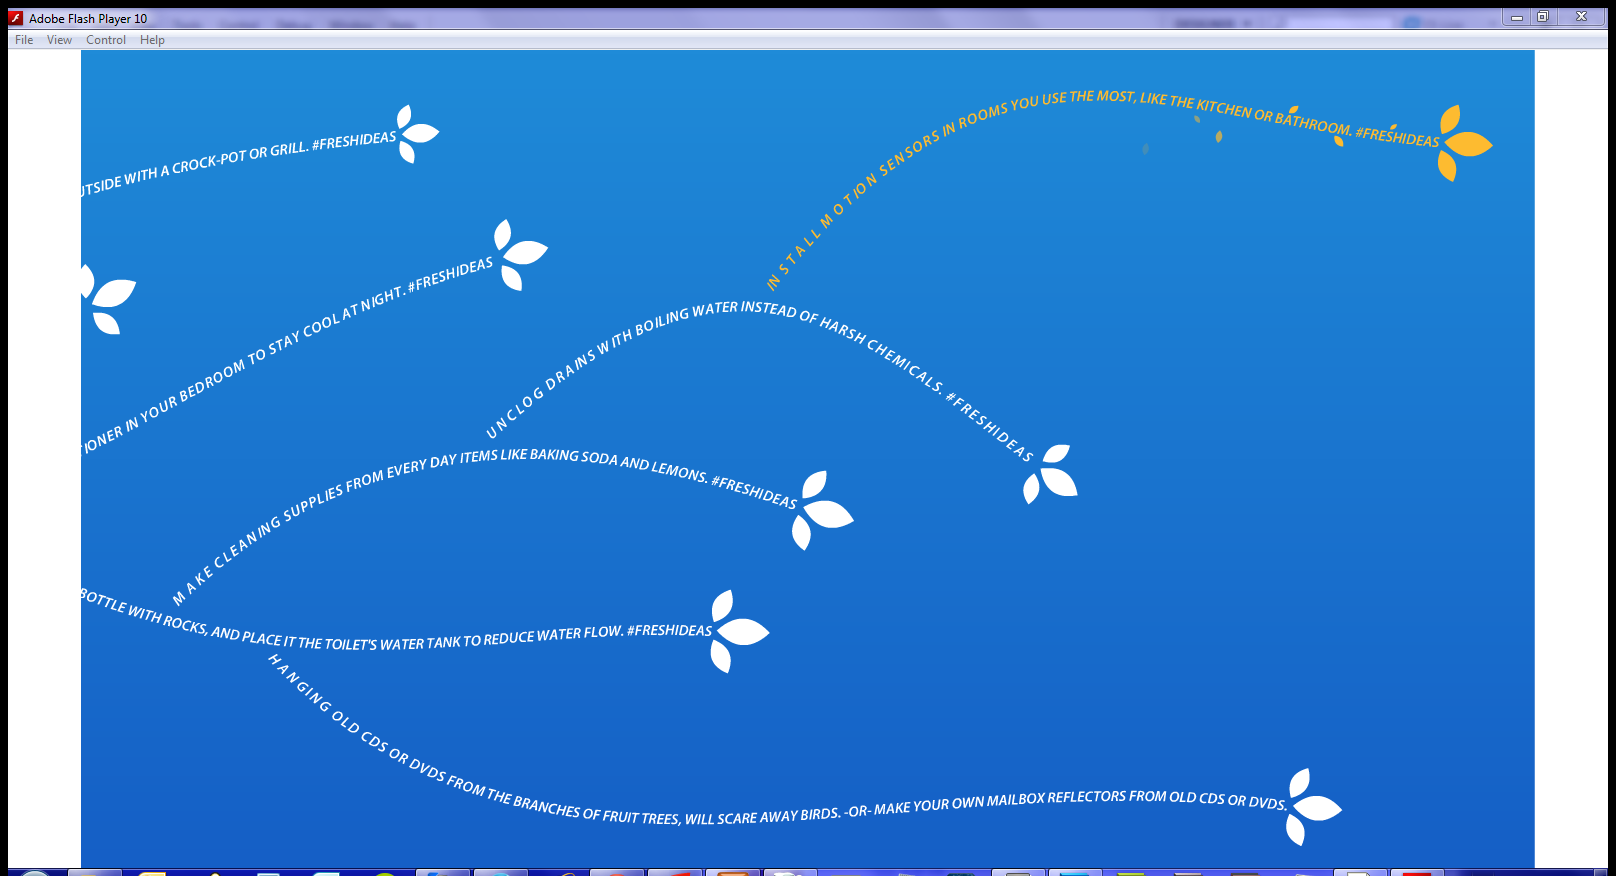 Adobe Flash Player 10
File View Control Help
INSTALL MOTION SENSORS IN ROOMS YOU USE THE MOST, LIKE THE KITCHEN OR BATHROOM. #FRESHIDEAS
WITH A CROCK-POT OR GRILL. #FRESHIDEAS
IN YOUR BEDROOM TO STAY COOL AT NIGHT. #FRESHIDEAS
UNCLOG DRAINS WITH BOILING WATER INSTEAD OF HARSH CHEMICALS. #FRESHIDEAS
MAKE CLEANING SUPPLIES FROM EVERY DAY ITEMS LIKE BAKING SODA AND LEMONS. #FRESHIDEAS
BOTTLE WITH ROCKS, AND PLACE IT THE TOILET'S WATER TANK TO REDUCE WATER FLOW. #FRESHIDEAS
HANGING OLD CDS OR DVDS FROM THE BRANCHES OF FRUIT TREES, WILL SCARE AWAY BIRDS. -OR- MAKE YOUR OWN MAILBOX REFLECTORS FROM OLD CDS OR DVDS.